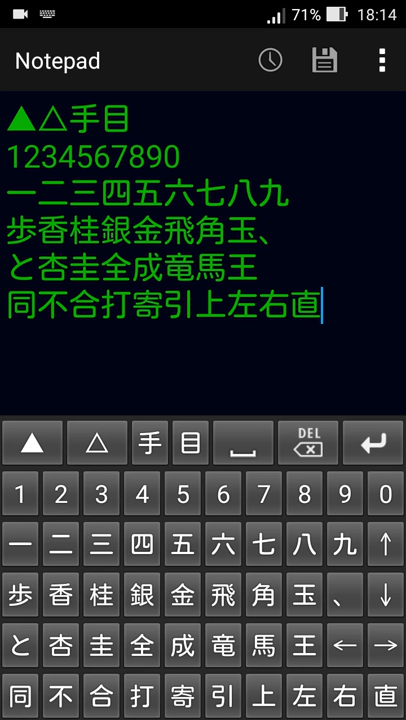 71% 18:14
Notepad
▲△手目
1234567890
一二三四五六七八九
歩香桂銀金飛角玉、
と杏圭全成竜馬王
同不合打寄引上左右直
▲ △ 手 目 DEL
1 2 3 4 5 6 7 8 9 0
一 二 三 四 五 六 七 八 九 ↑
歩 香 桂 銀 金 飛 角 玉 、 ↓
と 杏 圭 全 成 竜 馬 王 ← →
同 不 合 打 寄 引 上 左 右 直